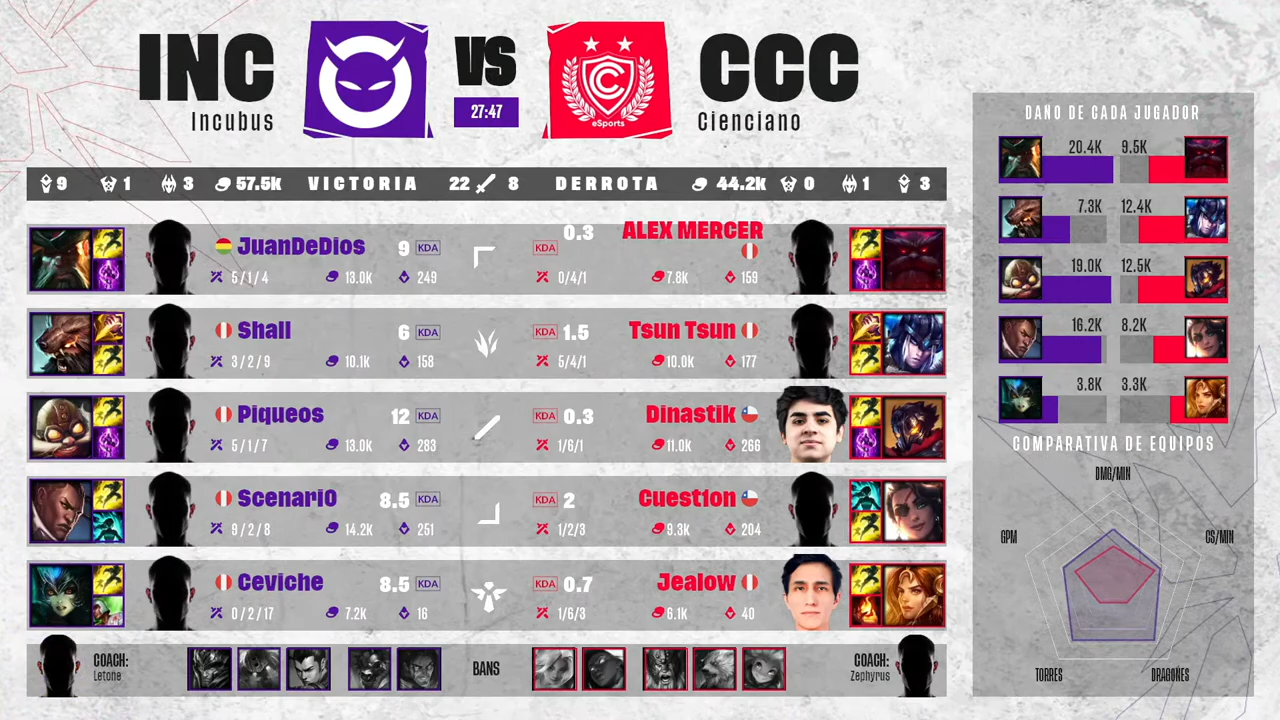 INC
Incubus
VS
27:47
eSports
CCC
Cienciano
9 1 3 57.5k VICTORIA 22 8 DERROTA 44.2k 0 1 3
JuanDeDios 9 KDA
5/1/4 13.0k 249
KDA 0.3 ALEX MERCER
0/4/1 7.8k 159
Shall 6 KDA
3/2/9 10.1k 158
KDA 1.5 Tsun Tsun
5/4/1 10.0k 177
Piqueos 12 KDA
5/1/7 13.0k 283
KDA 0.3 Dinastik
1/6/1 11.0k 266
Scenari0 8.5 KDA
9/2/8 14.2k 251
KDA 2 Cuest1on
1/2/3 9.3k 204
Ceviche 8.5 KDA
0/2/17 7.2k 16
KDA 0.7 Jealow
1/6/3 6.1k 40
COACH:
Letone
BANS
COACH:
Zephyrus
DAÑO DE CADA JUGADOR
20.4K 9.5K
7.3K 12.4K
19.0K 12.5K
16.2K 8.2K
3.8K 3.3K
COMPARATIVA DE EQUIPOS
DMG/MIN
GPM
CS/MIN
TORRES
DRAGONES